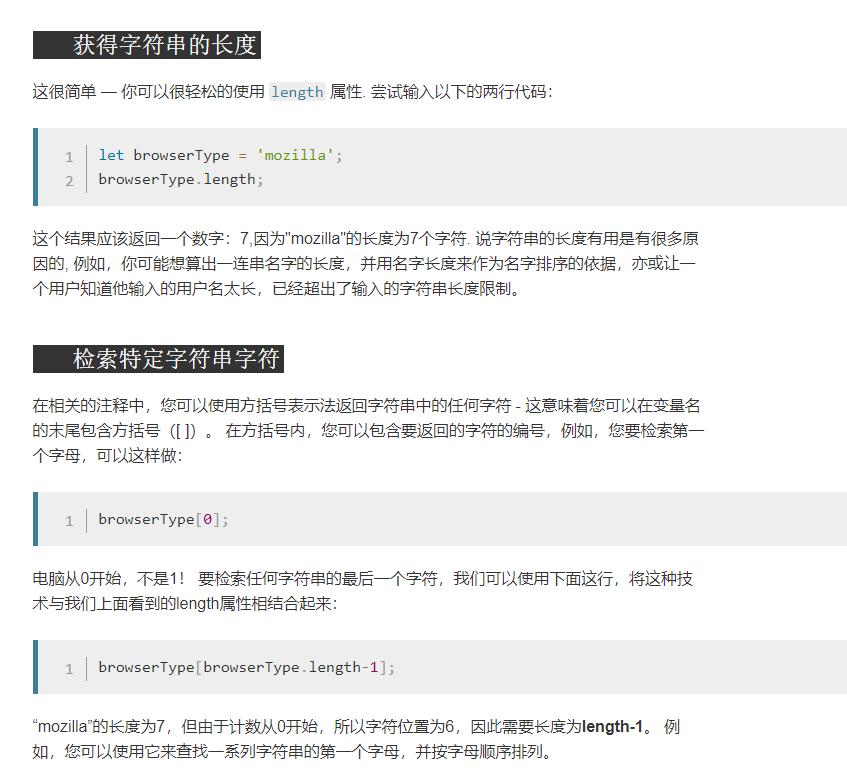 获得字符串的长度
这很简单 — 你可以很轻松的使用 length 属性. 尝试输入以下的两行代码：
1 let browserType = 'mozilla';
2 browserType.length;
这个结果应该返回一个数字：7,因为"mozilla"的长度为7个字符. 说字符串的长度有用是有很多原
因的, 例如，你可能想算出一连串名字的长度，并用名字长度来作为名字排序的依据，亦或让一
个用户知道他输入的用户名太长，已经超出了输入的字符串长度限制。
检索特定字符串字符
在相关的注释中，您可以使用方括号表示法返回字符串中的任何字符 - 这意味着您可以在变量名
的末尾包含方括号（[ ]）。 在方括号内，您可以包含要返回的字符的编号，例如，您要检索第一
个字母，可以这样做：
1 browserType[0];
电脑从0开始，不是1！ 要检索任何字符串的最后一个字符，我们可以使用下面这行，将这种技
术与我们上面看到的length属性相结合起来：
1 browserType[browserType.length-1];
“mozilla”的长度为7，但由于计数从0开始，所以字符位置为6，因此需要长度为length-1。 例
如，您可以使用它来查找一系列字符串的第一个字母，并按字母顺序排列。